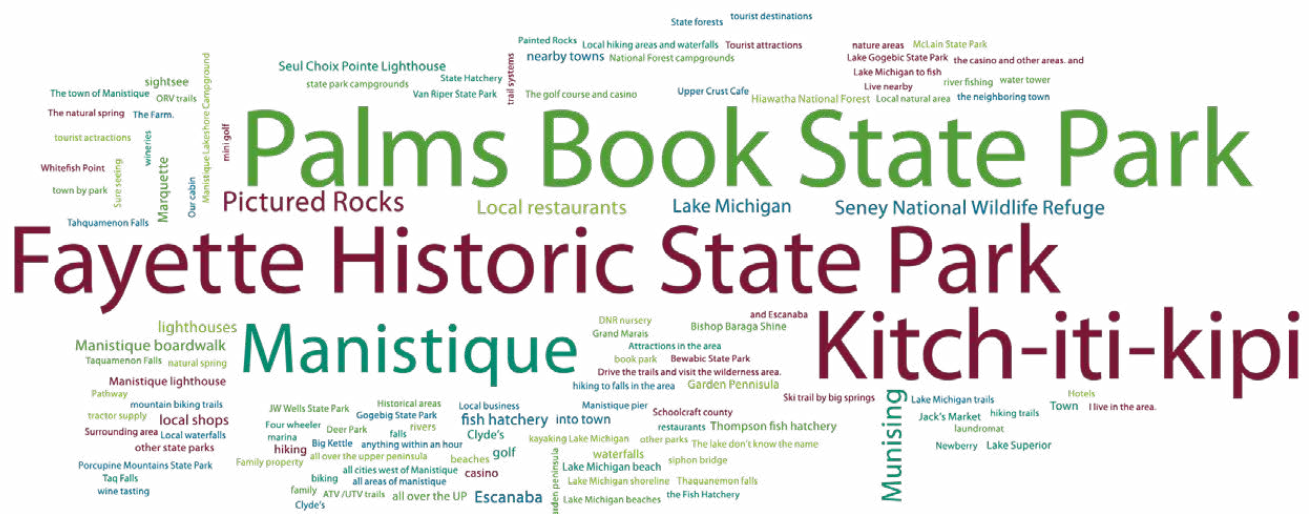 State forests
tourist destinations
Painted Rocks
Local hiking areas and waterfalls
Tourist attractions
nature areas
McLain State Park
nearby towns
National Forest campgrounds
Lake Gogebic State Park
the casino and other areas. and
Seul Choix Pointe Lighthouse
trail systems
Lake Michigan to fish
State Hatchery
river fishing
water tower
sightsee
state park campgrounds
Live nearby
The town of Manistique
ORV trails
Manistique Lakeshore Campground
Van Riper State Park
The golf course and casino
Upper Crust Cafe
Hiawatha National Forest
Local natural area
the neighboring town
The natural spring
The Farm.
tourist actractions
wineries
mini golf
Palms Book State Park
Whitefish Point
Sure seeing
Marquette
Our cabin
town by park
Pictured Rocks
Local restaurants
Lake Michigan
Seney National Wildlife Refuge
Tahquamenon Falls
Fayette Historic State Park
lighthouses
Manistique
DNR nursery
and Escanaba
Kitch-iti-kipi
Grand Marais
Bishop Baraga Shine
Manistique boardwalk
Attractions in the area
Taquamenon Falls
natural spring
book park
Bewabic State Park
Drive the trails and visit the wilderness area.
Manistique lighthouse
hiking to falls in the area
Garden Pennisula
Pathway
Ski trail by big springs
Munising
Lake Michigan trails
Hotels
mountain biking trails
JW Wells State Park
Historical areas
Local business
Manistique pier
Town
I live in the area.
tractor supply
local shops
Gogebig State Park
fish hatchery
into town
Schoolcraft county
Jack's Market
hiking trails
Four wheeler
Deer Park
rivers
restaurants
Thompson fish hatchery
laundromat
Surrounding area
Local waterfalls
marina
falls
Clyde's
kayaking Lake Michigan
other parks
The lake don't know the name
Newberry
Lake Superior
other state parks
hiking
Big Kettle
anything within an hour
all over the upper peninsula
golf
waterfalls
Porcupine Mountains State Park
Family property
beaches
siphon bridge
Taq Falls
all cities west of Manistique
casino
Lake Michigan beach
biking
all areas of manistique
Lake Michigan shoreline
Thaquanemon falls
wine tasting
family
ATV /UTV trails
all over the UP
Escanaba
peninsula
Lake Michigan beaches
the Fish Hatchery
Clyde's